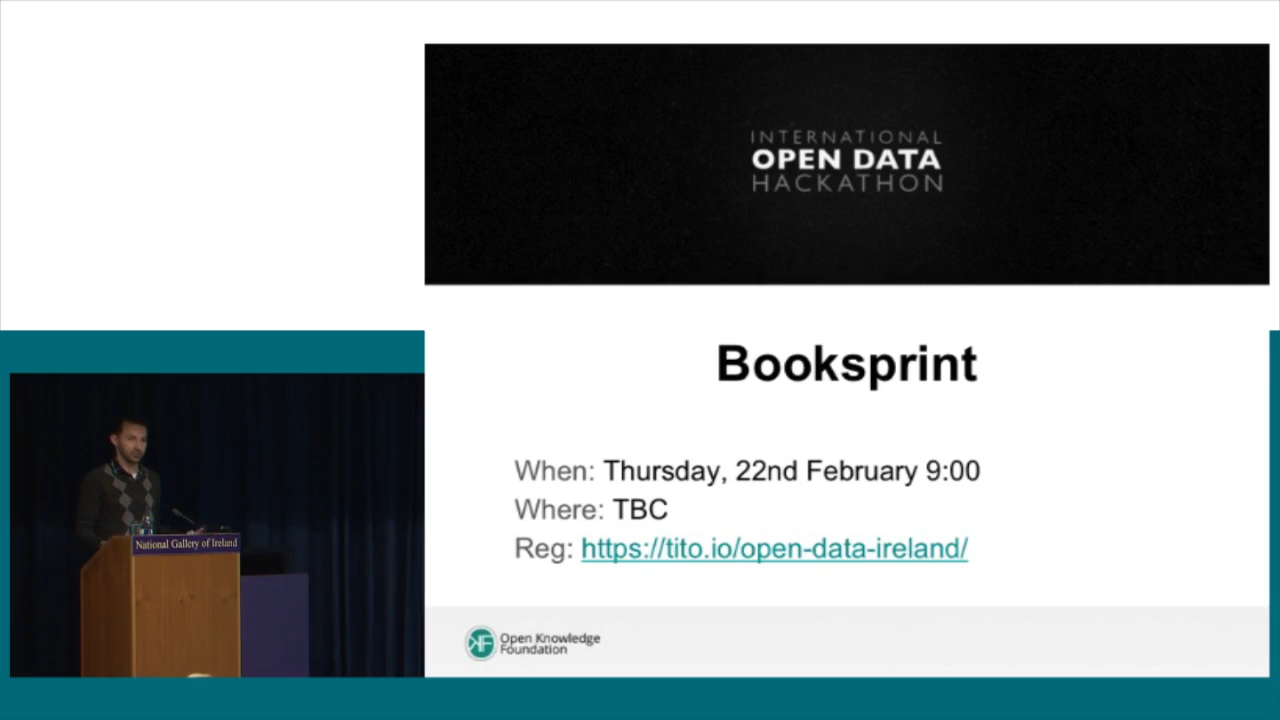 INTERNATIONAL
OPEN DATA
HACKATHON
Booksprint
When: Thursday, 22nd February 9:00
Where: TBC
Reg: https://tito.io/open-data-ireland/
National Gallery of Ireland
Open Knowledge
Foundation